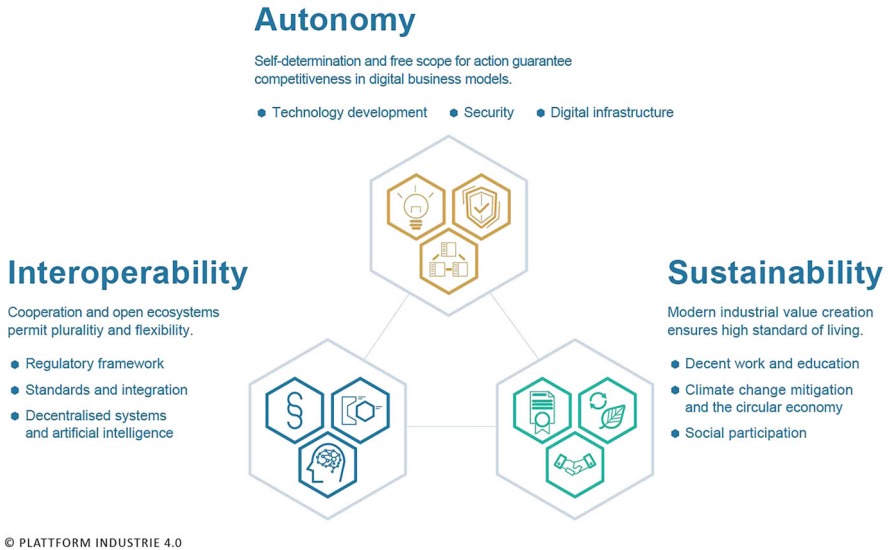 Autonomy
Self-determination and free scope for action guarantee
competitiveness in digital business models.
Technology development
Security
Digital infrastructure
Interoperability
Cooperation and open ecosystems
permit pluralitiy and flexibility.
Regulatory framework
Standards and integration
Decentralised systems
and artificial intelligence
Sustainability
Modern industrial value creation
ensures high standard of living.
Decent work and education
Climate change mitigation
and the circular economy
Social participation
§
© PLATTFORM INDUSTRIE 4.0